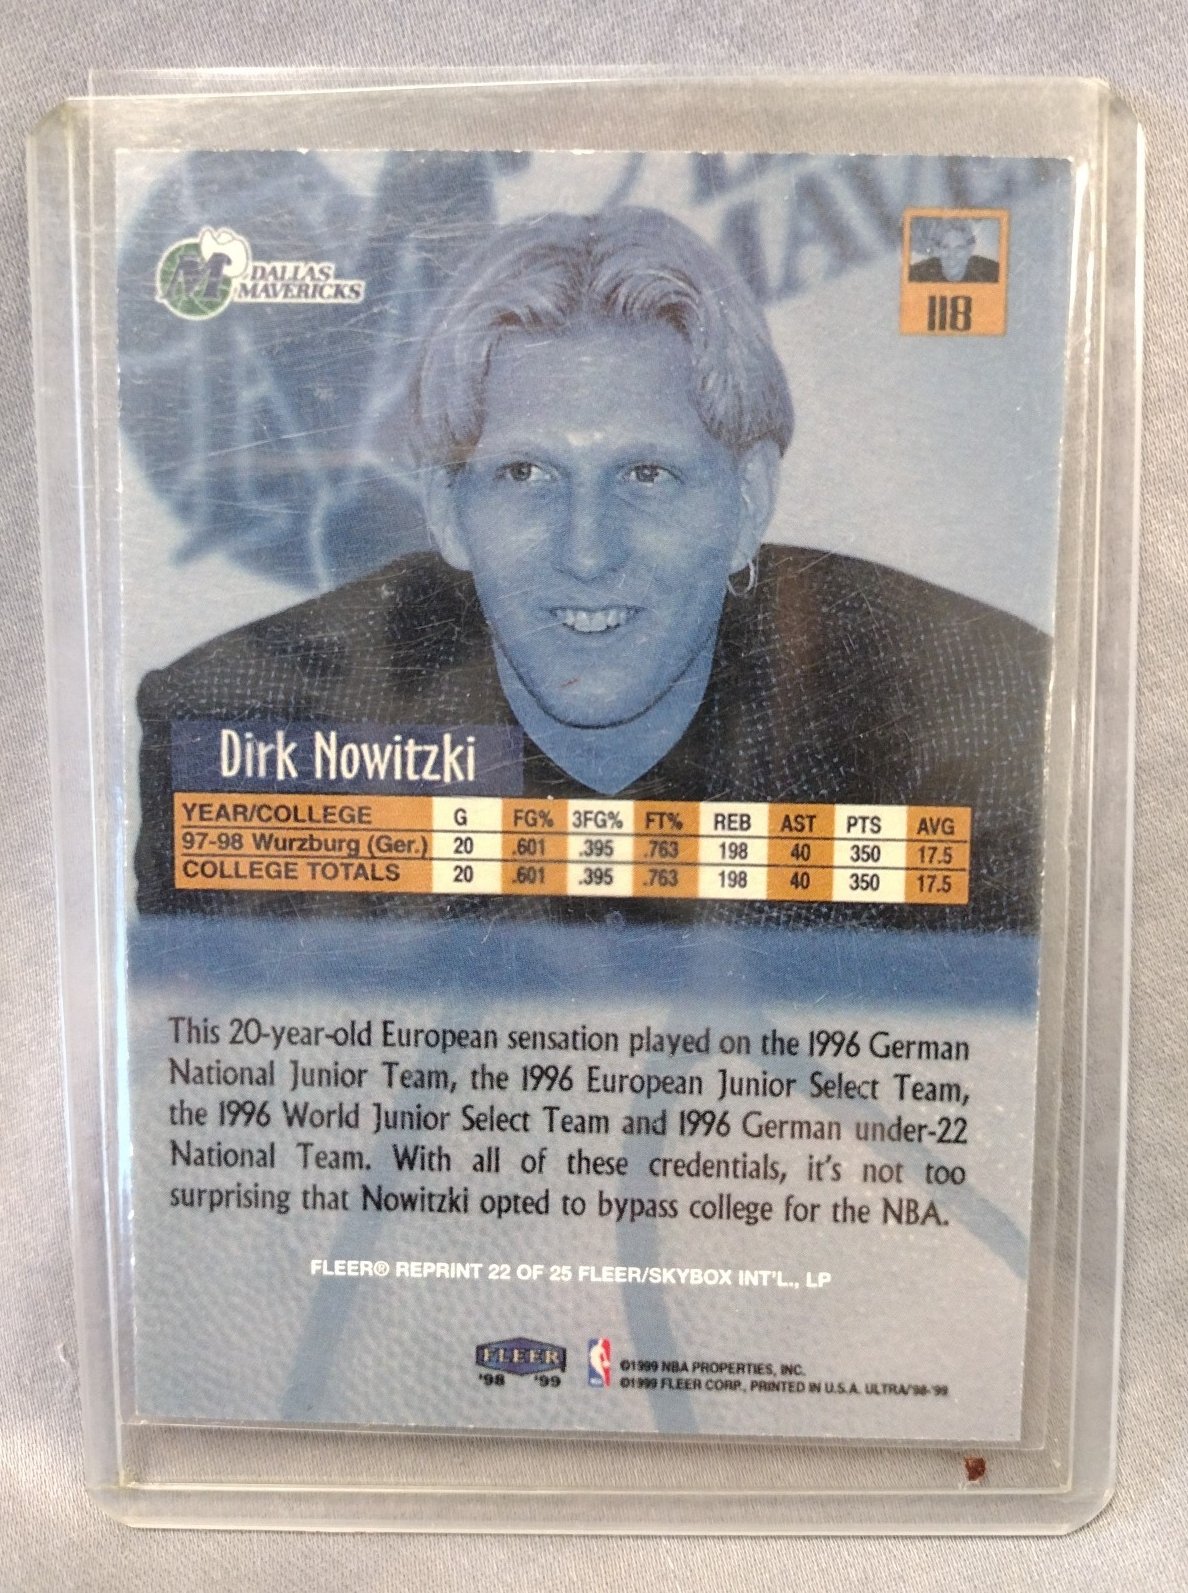 DALLAS
MAVERICKS
118
Dirk Nowitzki
YEAR/COLLEGE G FG% 3FG% FT% REB AST PTS AVG
97-98 Wurzburg (Ger.) 20 .601 .395 .763 198 40 350 17.5
COLLEGE TOTALS 20 .601 .395 .763 198 40 350 17.5
This 20-year-old European sensation played on the 1996 German
National Junior Team, the 1996 European Junior Select Team,
the 1996 World Junior Select Team and 1996 German under-22
National Team. With all of these credentials, it's not too
surprising that Nowitzki opted to bypass college for the NBA.
FLEER® REPRINT 22 OF 25 FLEER/SKYBOX INT'L., LP
FLEER
'98 '99
©1999 NBA PROPERTIES, INC.
©1999 FLEER CORP., PRINTED IN U.S.A. ULTRA/'98-'99